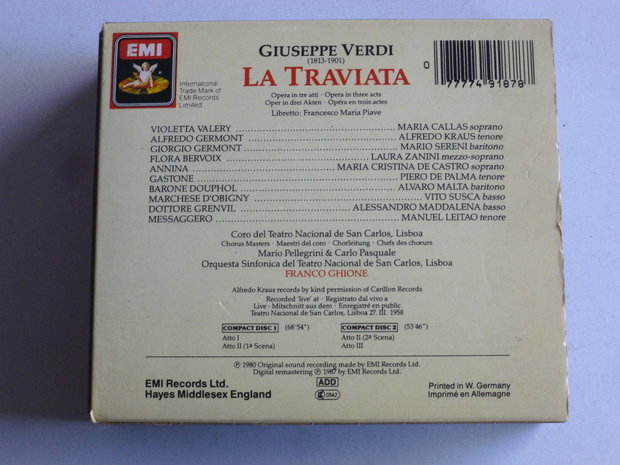 EMI
International
Trade Mark of
EMI Records
Limited
GIUSEPPE VERDI
(1813-1901)
LA TRAVIATA
Opera in tre atti · Opera in three acts
Oper in drei Akten · Opéra en trois actes
Libretto: Francesco Maria Piave
0
77774 91878
VIOLETTA VALERY MARIA CALLAS soprano
ALFREDO GERMONT ALFREDO KRAUS tenore
GIORGIO GERMONT MARIO SERENI baritono
FLORA BERVOIX LAURA ZANINI mezzo-soprano
ANNINA MARIA CRISTINA DE CASTRO soprano
GASTONE PIERO DE PALMA tenore
BARONE DOUPHOL ALVARO MALTA baritono
MARCHESE D'OBIGNY VITO SUSCA basso
DOTTORE GRENVIL ALESSANDRO MADDALENA basso
MESSAGGERO MANUEL LEITAO tenore
Coro del Teatro Nacional de San Carlos, Lisboa
Chorus Masters · Maestri del coro · Chorleitung · Chefs des chœurs
Mario Pellegrini & Carlo Pasquale
Orquesta Sinfonica del Teatro Nacional de San Carlos, Lisboa
FRANCO GHIONE
Alfredo Kraus records by kind permission of Carillon Records
Recorded 'live' at · Registrato dal vivo a
Live - Mitschnitt aus dem · Enregistré en public
Teatro Nacional de San Carlos, Lisboa 27. III. 1958
COMPACT DISC 1 (68'54") COMPACT DISC 2 (53'46")
Atto I Atto II (2ª Scena)
Atto II (1ª Scena) Atto III
℗ 1980 Original sound recording made by EMI Records Ltd.
Digital remastering ℗ 1987 by EMI Records Ltd.
EMI Records Ltd.
Hayes Middlesex England
ADD
0542
Printed in W. Germany
Imprimé en Allemagne